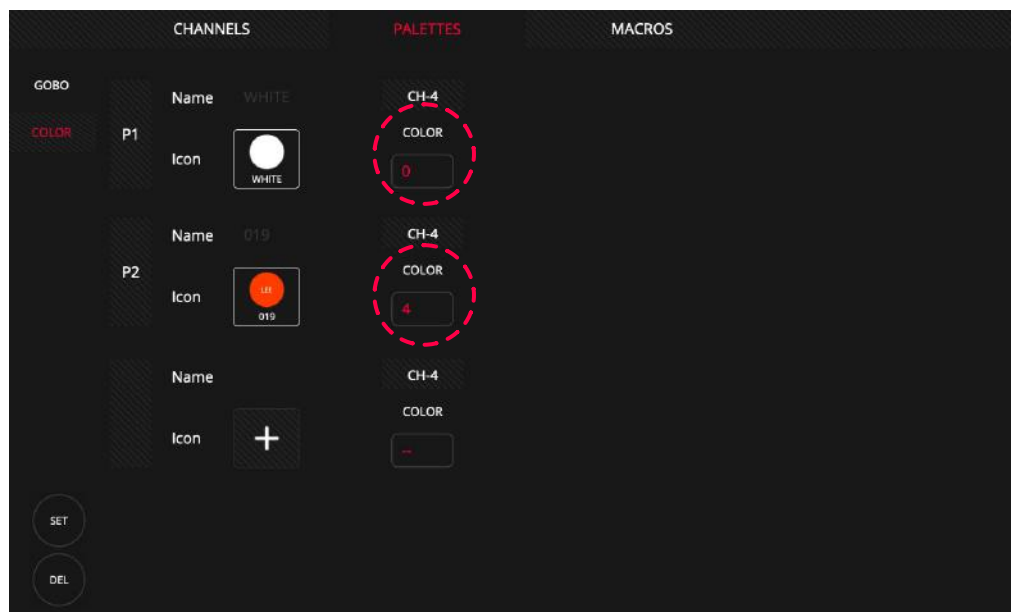 CHANNELS PALETTES MACROS
GOBO
COLOR
P1
Name WHITE
Icon
WHITE
CH-4
COLOR
0
P2
Name 019
Icon
LEE
019
CH-4
COLOR
4
Name
Icon
+
CH-4
COLOR
--
SET
DEL